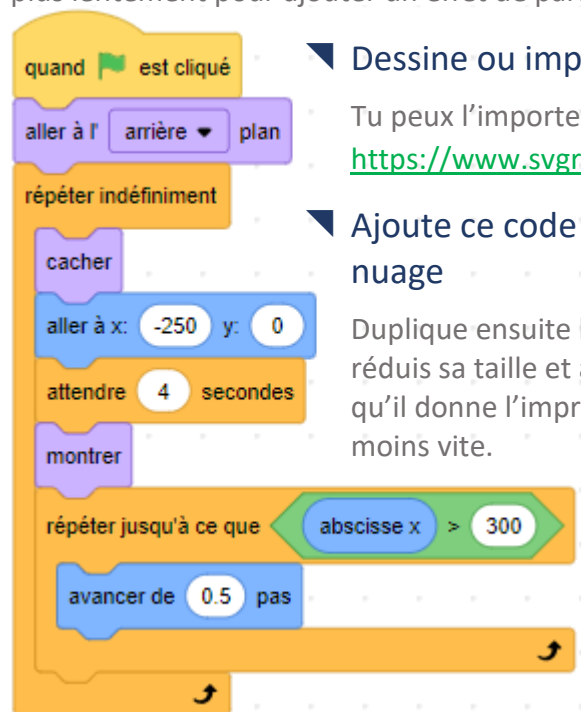 plus lentement pour ajouter un effet de par
quand est cliqué
aller à l' arrière plan
répéter indéfiniment
cacher
aller à x: -250 y: 0
attendre 4 secondes
montrer
répéter jusqu'à ce que abscisse x > 300
avancer de 0.5 pas
Dessine ou imp
Tu peux l'importe
https://www.svgr
Ajoute ce code
nuage
Duplique ensuite
réduis sa taille et
qu'il donne l'impr
moins vite.